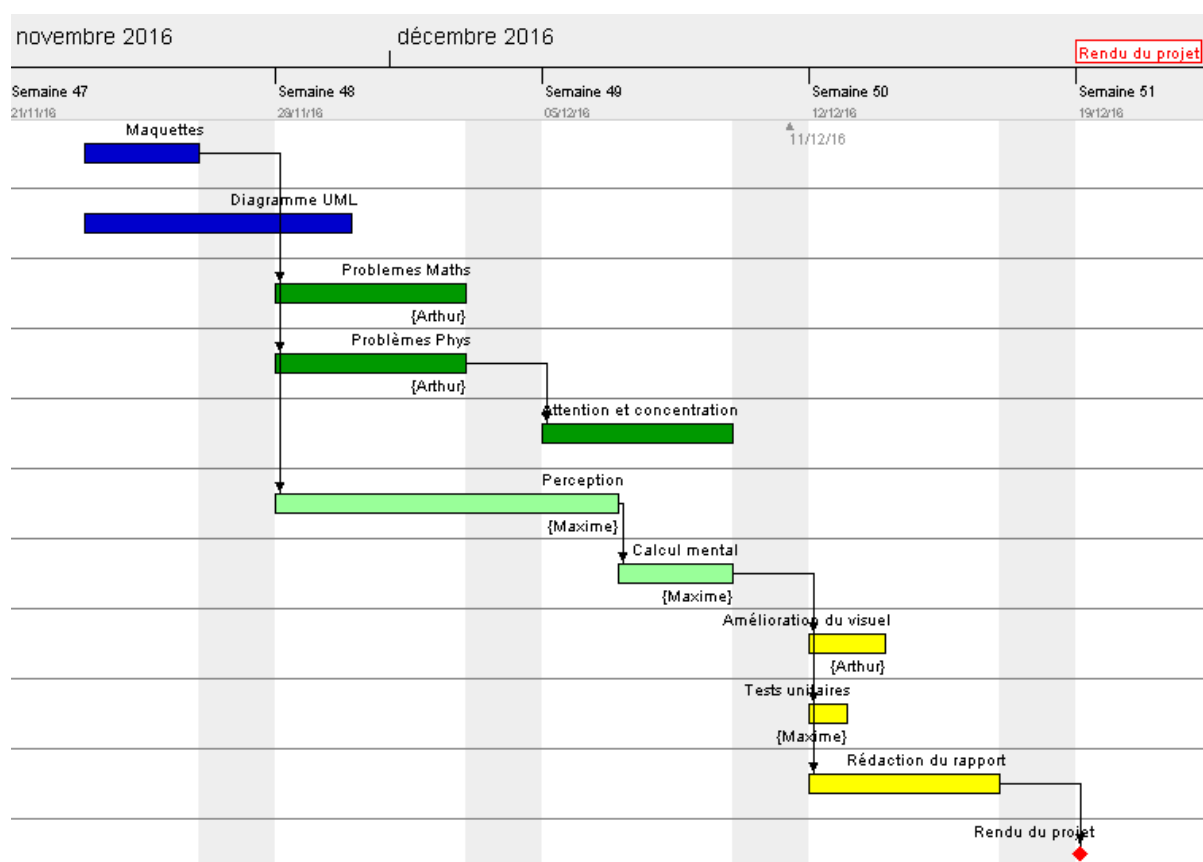 novembre 2016
décembre 2016
Rendu du projet
Semaine 47
Semaine 48
Semaine 49
Semaine 50
Semaine 51
21/11/16
28/11/16
05/12/16
12/12/16
19/12/16
11/12/16
Maquettes
Diagramme UML
Problemes Maths
{Arthur}
Problèmes Phys
{Arthur}
Attention et concentration
Perception
{Maxime}
Calcul mental
{Maxime}
Amélioration du visuel
{Arthur}
Tests unitaires
{Maxime}
Rédaction du rapport
Rendu du projet